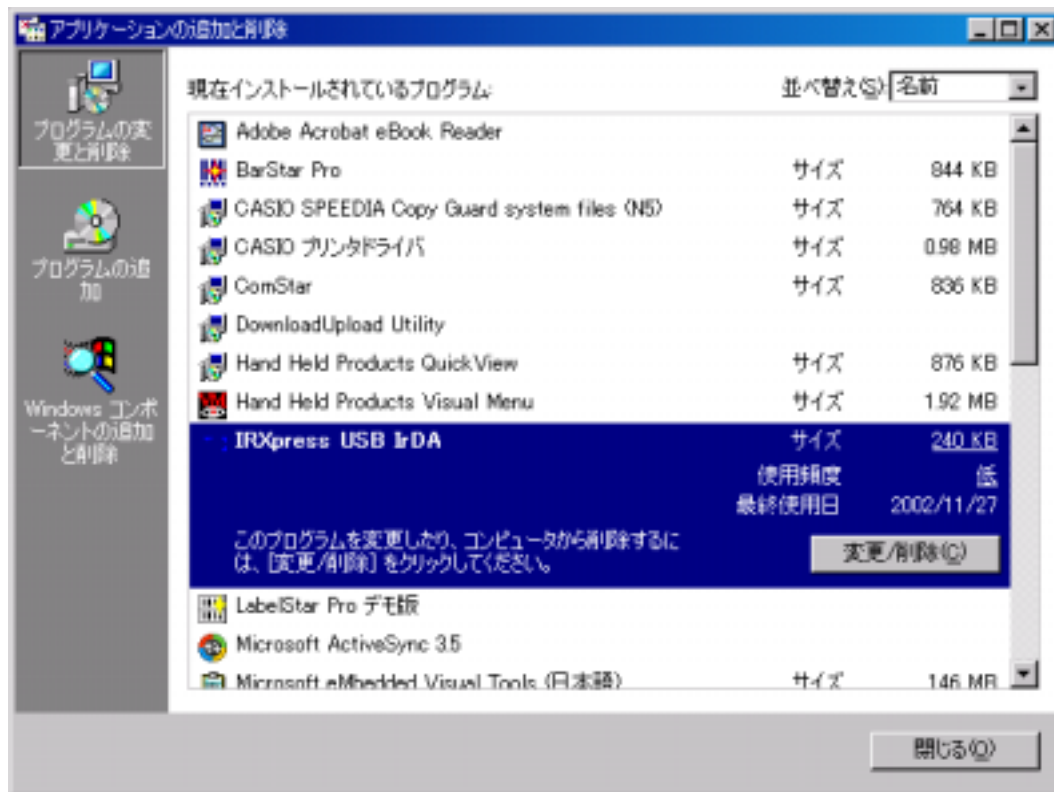 アプリケーションの追加と削除
プログラムの変
更と削除
プログラムの追
加
Windows コンポ
ーネントの追加
と削除
現在インストールされているプログラム:
並べ替え(S): 名前
Adobe Acrobat eBook Reader
BarStar Pro サイズ 844 KB
CASIO SPEEDIA Copy Guard system files (N5) サイズ 764 KB
CASIO プリンタドライバ サイズ 0.98 MB
ComStar サイズ 836 KB
DownloadUpload Utility
Hand Held Products QuickView サイズ 876 KB
Hand Held Products Visual Menu サイズ 1.92 MB
IRXpress USB IrDA サイズ 240 KB
使用頻度 低
最終使用日 2002/11/27
このプログラムを変更したり、コンピュータから削除するに
は、[変更/削除] をクリックしてください。
変更/削除(C)
LabelStar Pro デモ版
Microsoft ActiveSync 3.5
Microsoft eMbedded Visual Tools (日本語) サイズ 146 MB
閉じる(O)